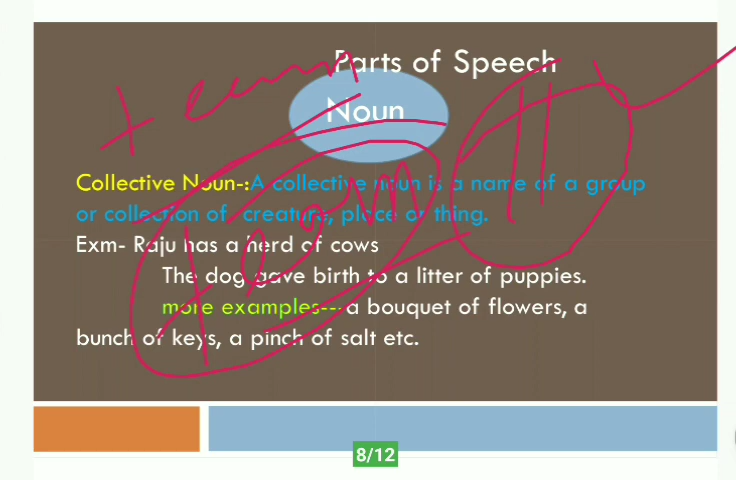 Parts of Speech
Noun
Collective Noun-:A collective noun is a name of a group
or collection of creature, place or thing.
Exm- Raju has a herd of cows
The dog gave birth to a litter of puppies.
more examples---a bouquet of flowers, a
bunch of keys, a pinch of salt etc.
team
8/12